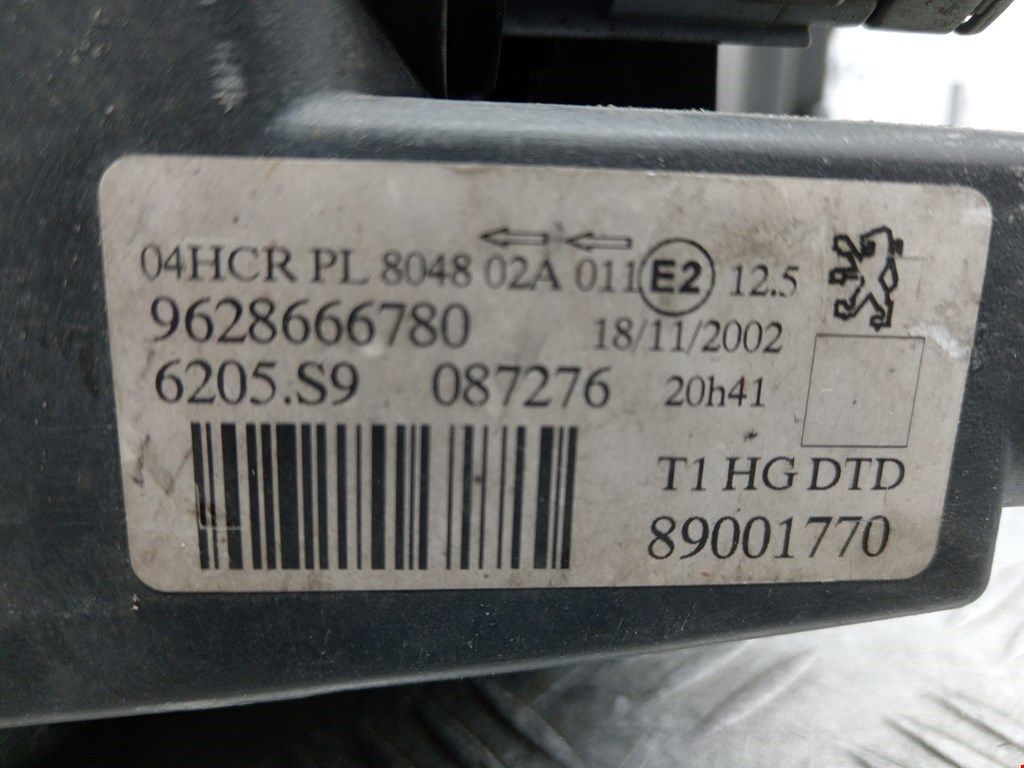 04HCR PL 8048 02A 011 E2 12.5
9628666780 18/11/2002
6205.S9 087276 20h41
T1 HG DTD
89001770